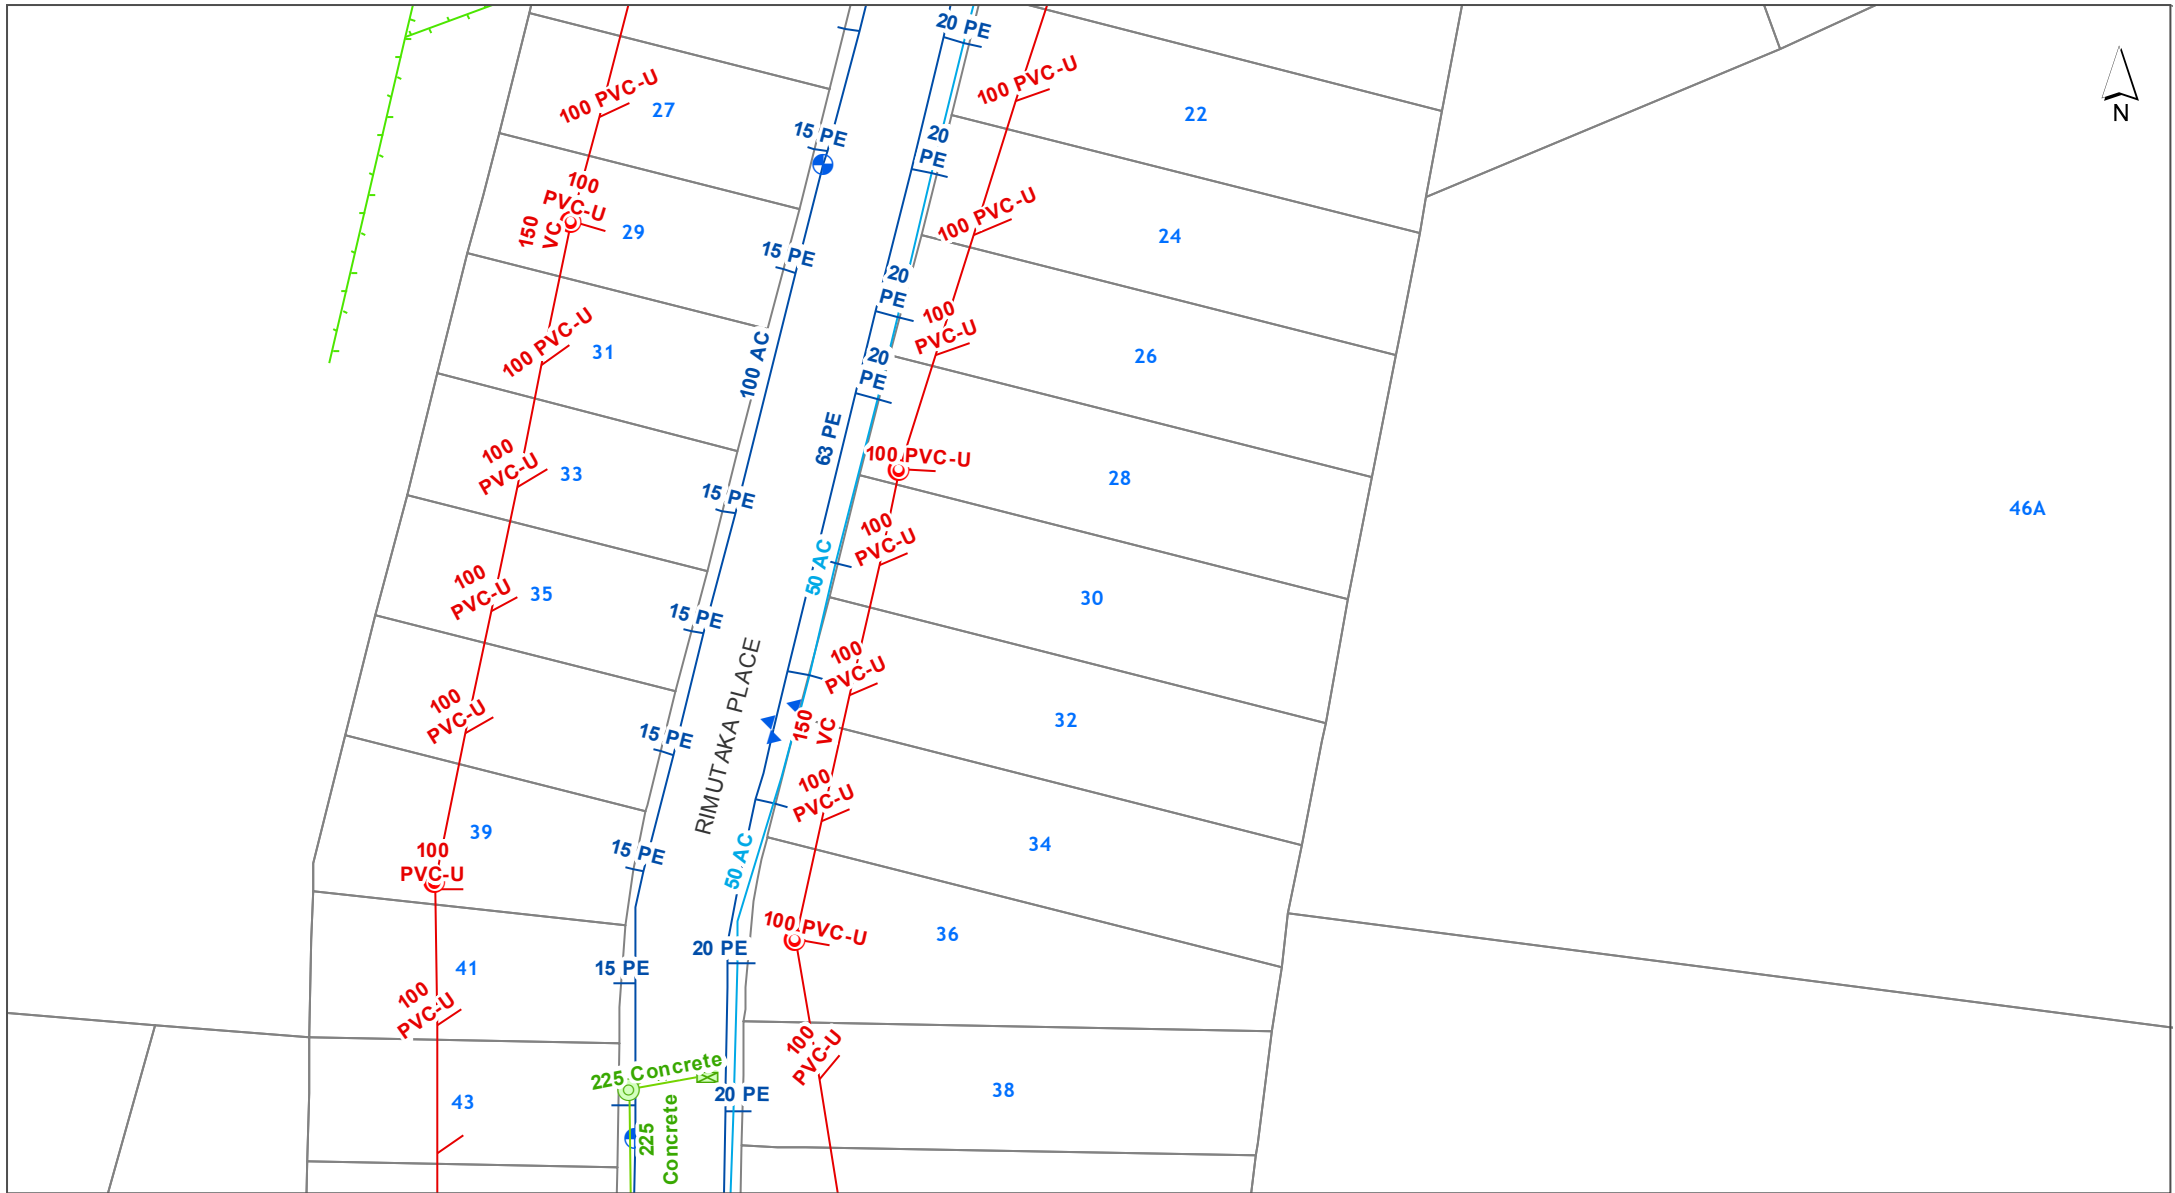 20 PE
100 PVC-U
100 PVC-U
27
22
N
15 PE
20
PE
100
PVC-U
150
VC
29
100 PVC-U
24
15 PE
20
PE
100 PVC-U
31
100 AC
100
PVC-U
26
20
PE
63 PE
100
PVC-U
33
100 PVC-U
28
15 PE
46A
50 AC
100
PVC-U
100
PVC-U
35
30
15 PE
RIMUTAKA PLACE
100
PVC-U
100
PVC-U
15 PE
150
VC
32
100
PVC-U
39
15 PE
50 AC
34
100
PVC-U
100 PVC-U
36
20 PE
41
15 PE
100
PVC-U
100
PVC-U
225 Concrete
43
20 PE
38
225
Concrete